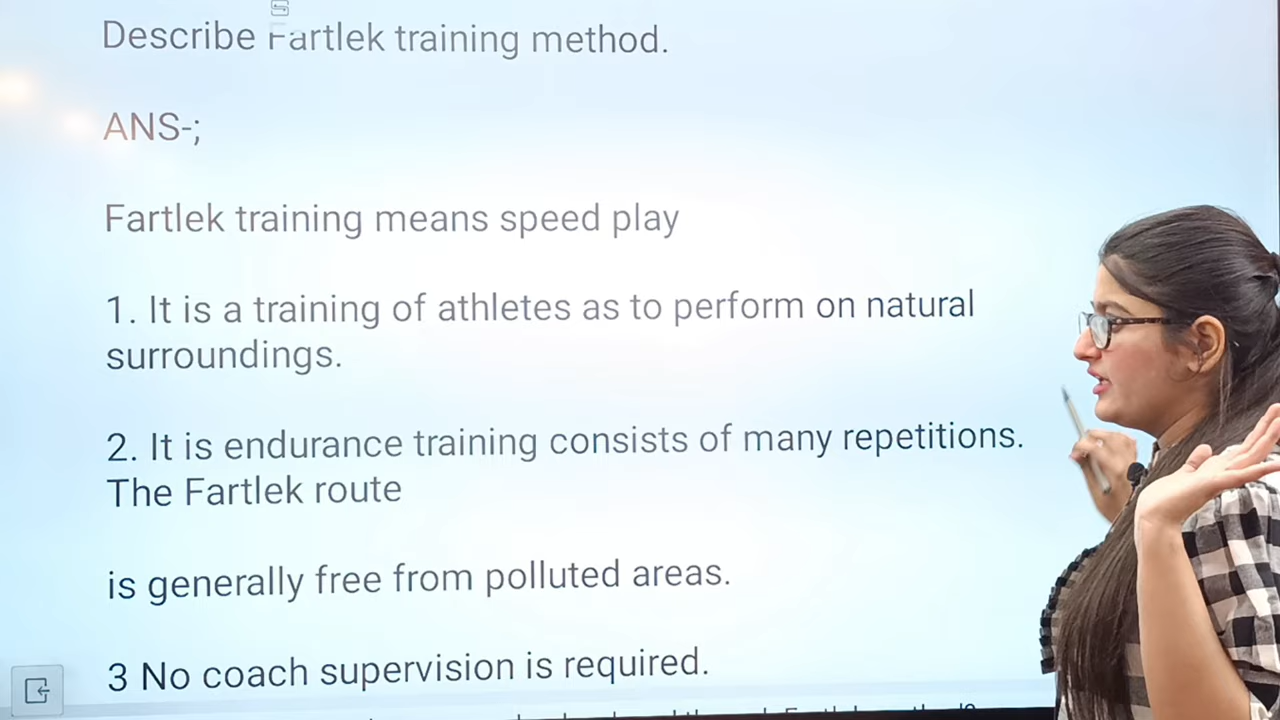 Describe Fartlek training method.
ANS-;
Fartlek training means speed play
1. It is a training of athletes as to perform on natural
surroundings.
2. It is endurance training consists of many repetitions.
The Fartlek route
is generally free from polluted areas.
3 No coach supervision is required.